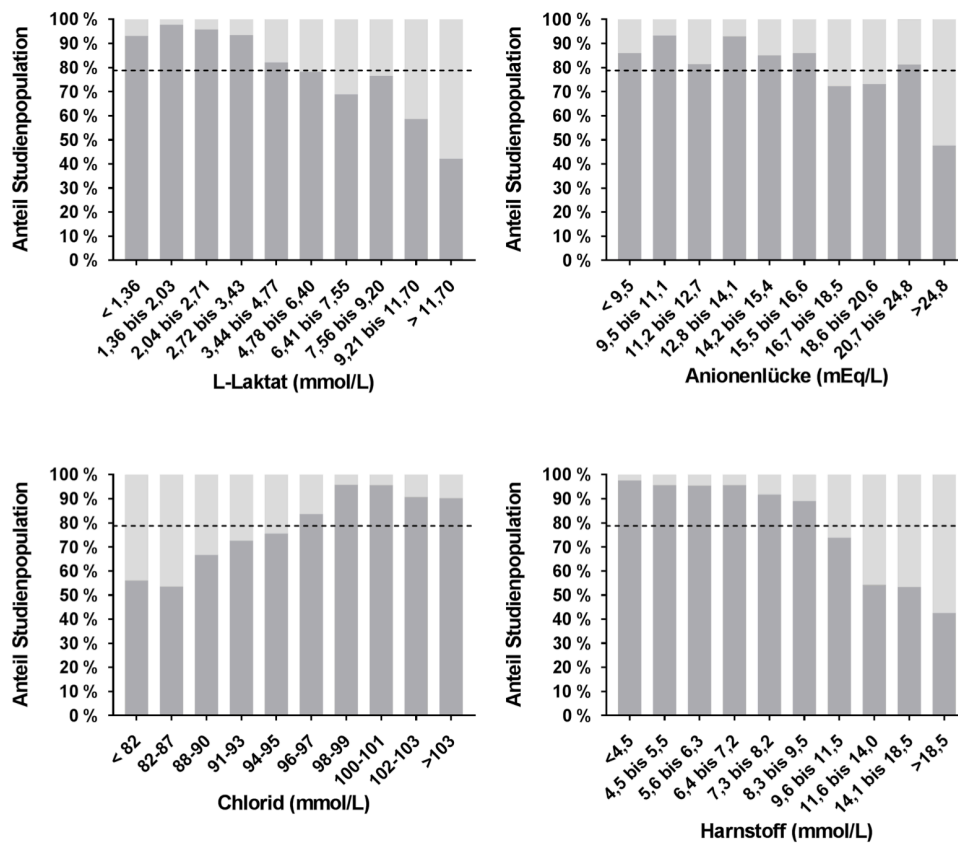 100 %
90 %
80 %
70 %
60 %
50 %
40 %
30 %
20 %
10 %
0 %
Anteil Studienpopulation
< 1,36
1,36 bis 2,03
2,04 bis 2,71
2,72 bis 3,43
3,44 bis 4,77
4,78 bis 6,40
6,41 bis 7,55
7,56 bis 9,20
9,21 bis 11,70
> 11,70
L-Laktat (mmol/L)
100 %
90 %
80 %
70 %
60 %
50 %
40 %
30 %
20 %
10 %
0 %
Anteil Studienpopulation
< 9,5
9,5 bis 11,1
11,2 bis 12,7
12,8 bis 14,1
14,2 bis 15,4
15,5 bis 16,6
16,7 bis 18,5
18,6 bis 20,6
20,7 bis 24,8
>24,8
Anionenlücke (mEq/L)
100 %
90 %
80 %
70 %
60 %
50 %
40 %
30 %
20 %
10 %
0 %
Anteil Studienpopulation
< 82
82-87
88-90
91-93
94-95
96-97
98-99
100-101
102-103
>103
Chlorid (mmol/L)
100 %
90 %
80 %
70 %
60 %
50 %
40 %
30 %
20 %
10 %
0 %
Anteil Studienpopulation
<4,5
4,5 bis 5,5
5,6 bis 6,3
6,4 bis 7,2
7,3 bis 8,2
8,3 bis 9,5
9,6 bis 11,5
11,6 bis 14,0
14,1 bis 18,5
>18,5
Harnstoff (mmol/L)